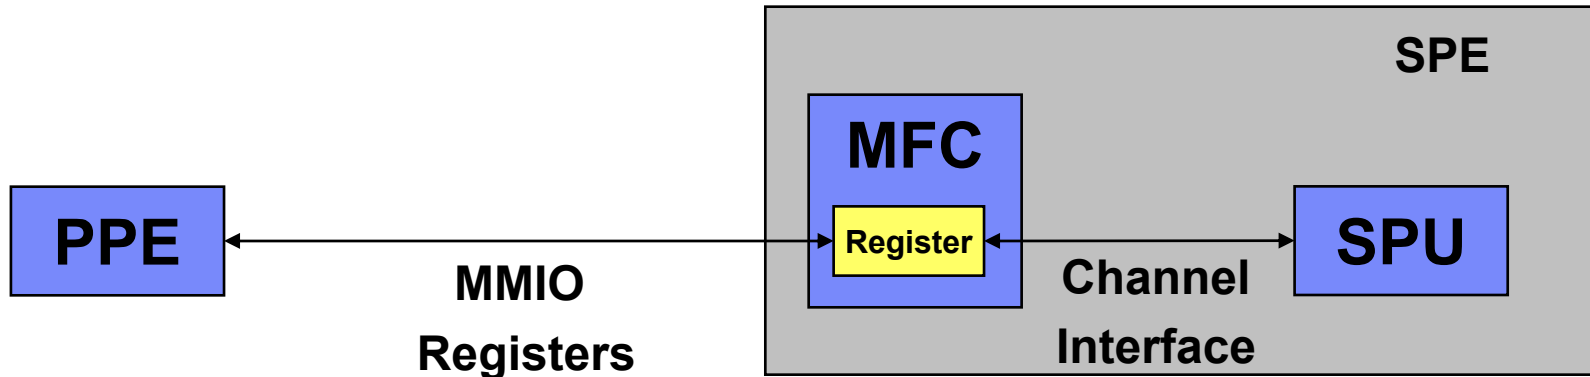 SPE
MFC
PPE
Register
SPU
MMIO
Registers
Channel
Interface